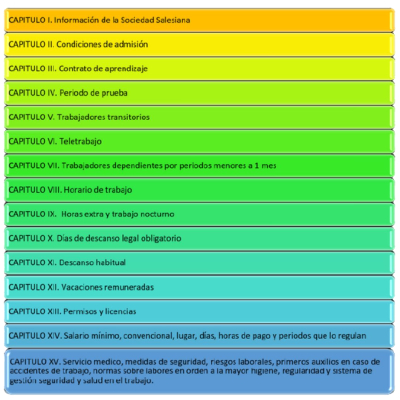 CAPITULO I. Información de la Sociedad Salesiana
CAPITULO II. Condiciones de admisión
CAPITULO III. Contrato de aprendizaje
CAPITULO IV. Periodo de prueba
CAPITULO V. Trabajadores transitorios
CAPITULO VI. Teletrabajo
CAPITULO VII. Trabajadores dependientes por periodos menores a 1 mes
CAPITULO VIII. Horario de trabajo
CAPITULO IX. Horas extra y trabajo nocturno
CAPITULO X. Días de descanso legal obligatorio
CAPITULO XI. Descanso habitual
CAPITULO XII. Vacaciones remuneradas
CAPITULO XIII. Permisos y licencias
CAPITULO XIV. Salario mínimo, convencional, lugar, días, horas de pago y periodos que lo regulan
CAPITULO XV. Servicio medico, medidas de seguridad, riesgos laborales, primeros auxilios en caso de
accidentes de trabajo, normas sobre labores en orden a la mayor higiene, regularidad y sistema de
gestión seguridad y salud en el trabajo.